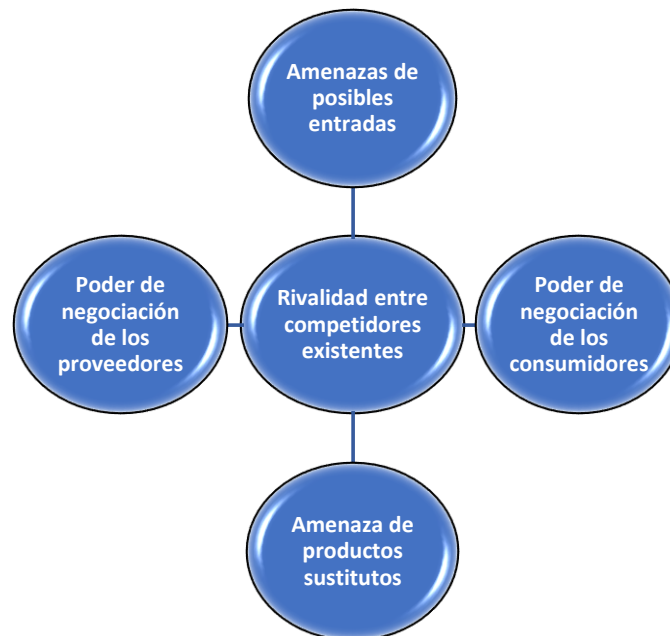 Amenazas de
posibles
entradas
Poder de
negociación
de los
proveedores
Rivalidad entre
competidores
existentes
Poder de
negociación
de los
consumidores
Amenaza de
productos
sustitutos